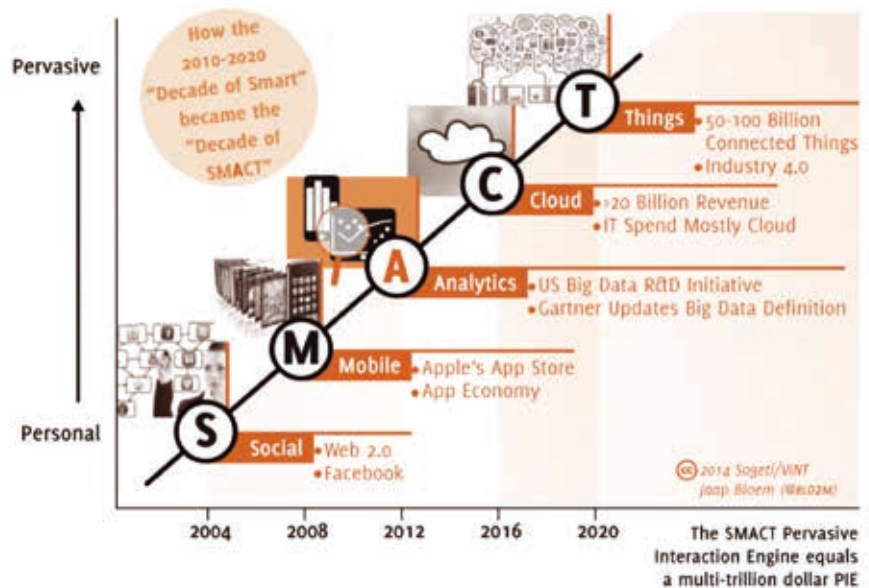 How the
2010-2020
"Decade of Smart"
became the
"Decade of
SMACT"
Pervasive
Personal
T
Things
• 50-100 Billion
Connected Things
• Industry 4.0
C
Cloud
• >20 Billion Revenue
• IT Spend Mostly Cloud
A
Analytics
• US Big Data R&D Initiative
• Gartner Updates Big Data Definition
M
Mobile
• Apple's App Store
• App Economy
S
Social
• Web 2.0
• Facebook
cc 2014 Sogeti/VINT
Jaap Bloem (@BL02M)
2004 2008 2012 2016 2020
The SMACT Pervasive
Interaction Engine equals
a multi-trillion dollar PIE